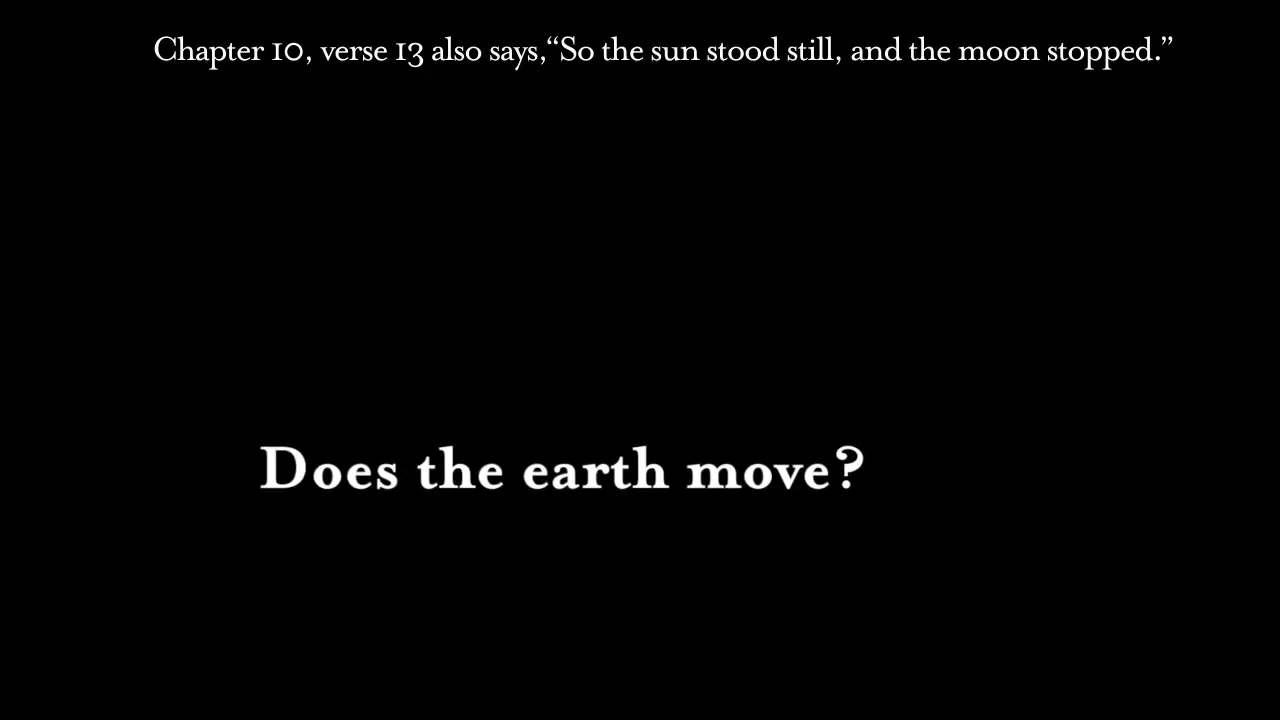 Chapter 10, verse 13 also says,“So the sun stood still, and the moon stopped.”
Does the earth move?